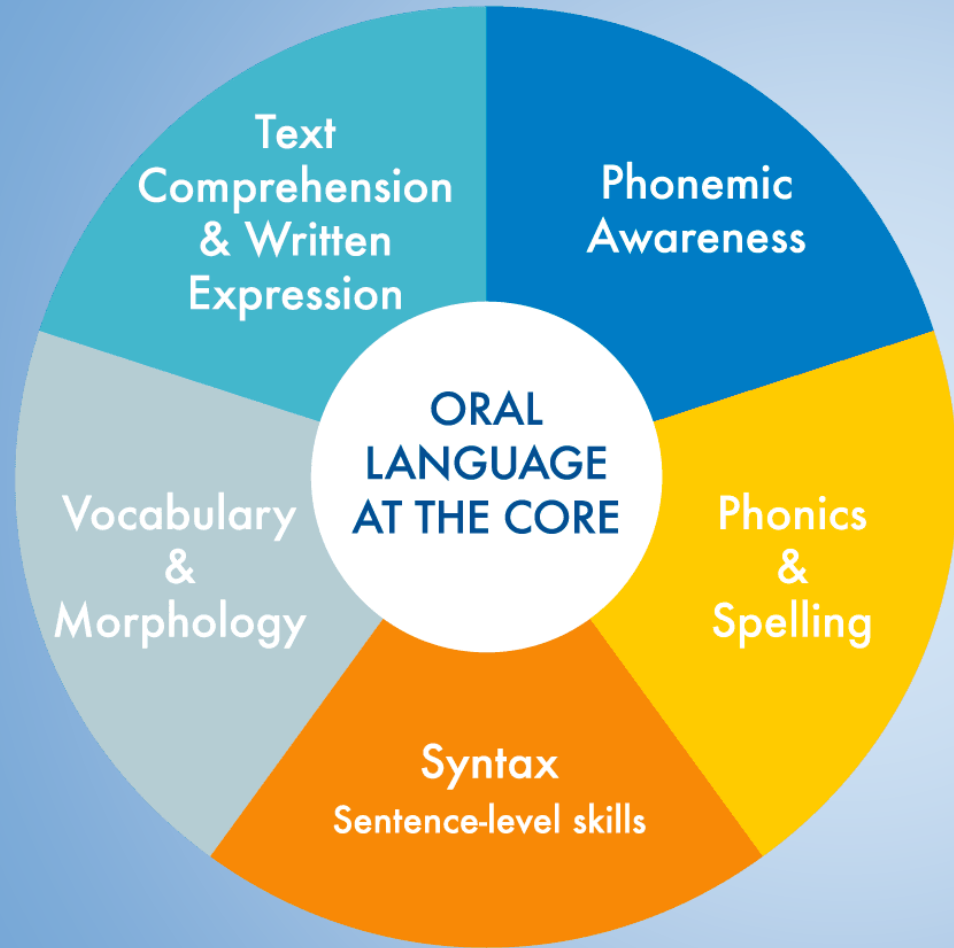 Text
Comprehension
& Written
Expression
Phonemic
Awareness
ORAL
LANGUAGE
AT THE CORE
Vocabulary
&
Morphology
Phonics
&
Spelling
Syntax
Sentence-level skills